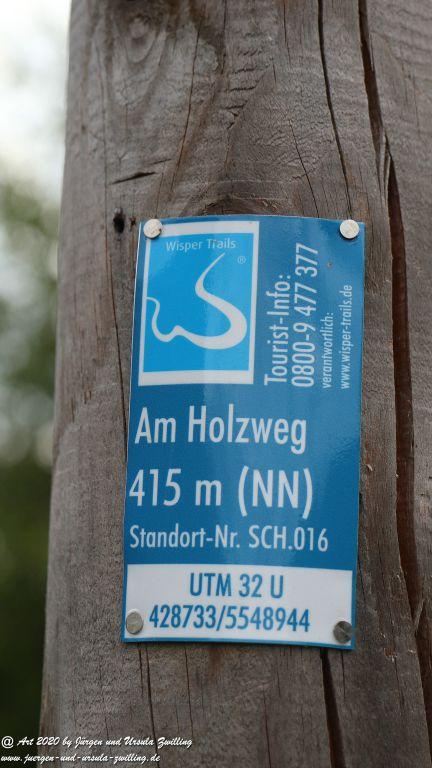 Wisper Trails
®
Tourist-Info:
0800-9 477 377
verantwortlich:
www.wisper-trails.de
Am Holzweg
415 m (NN)
Standort-Nr. SCH.016
UTM 32 U
428733/5548944
@ Art 2020 by Jürgen und Ursula Zwilling
www.juergen-und-ursula-zwilling.de